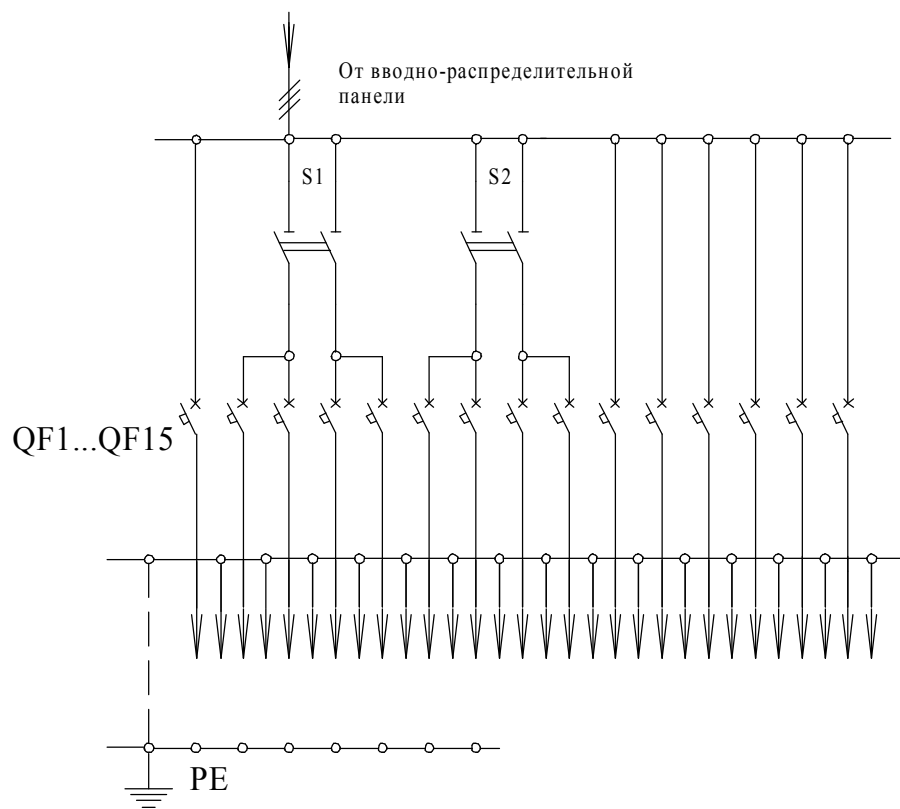 От вводно-распределительной
панели
S1
S2
QF1...QF15
PE